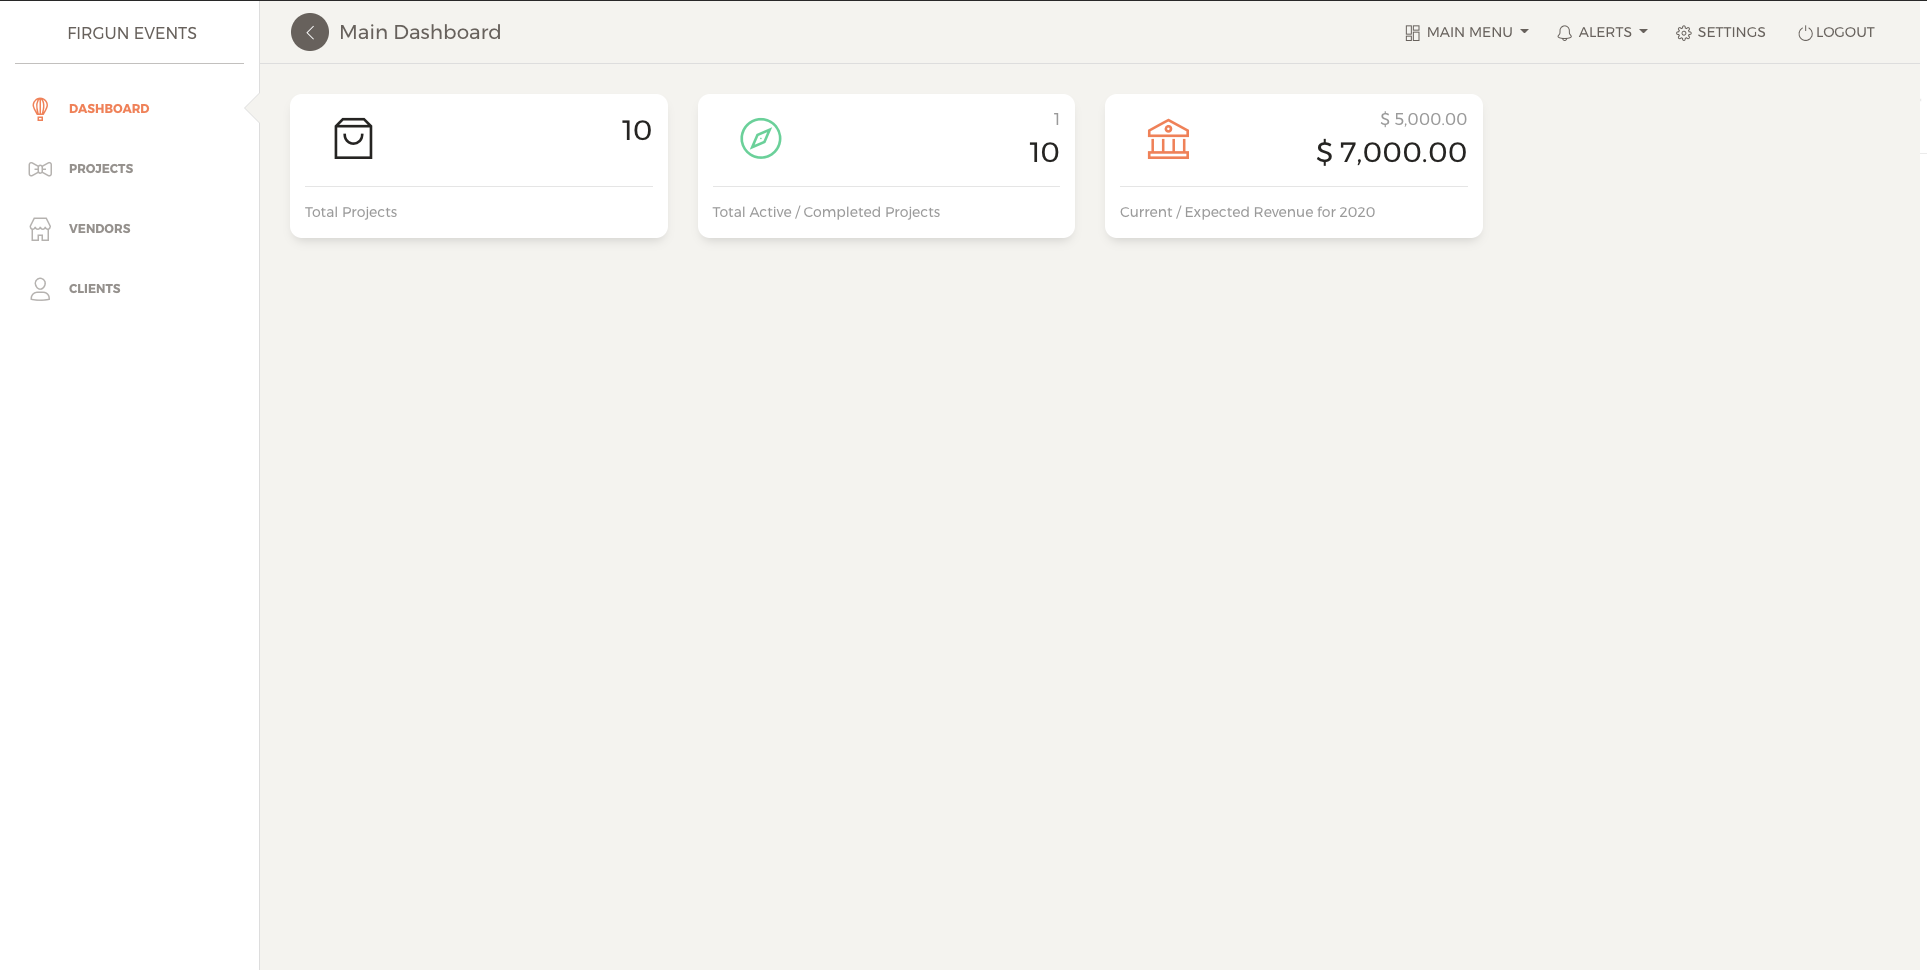 FIRGUN EVENTS
Main Dashboard
MAIN MENU
ALERTS
SETTINGS
LOGOUT
DASHBOARD
PROJECTS
VENDORS
CLIENTS
10
Total Projects
1
10
Total Active / Completed Projects
$ 5,000.00
$ 7,000.00
Current / Expected Revenue for 2020